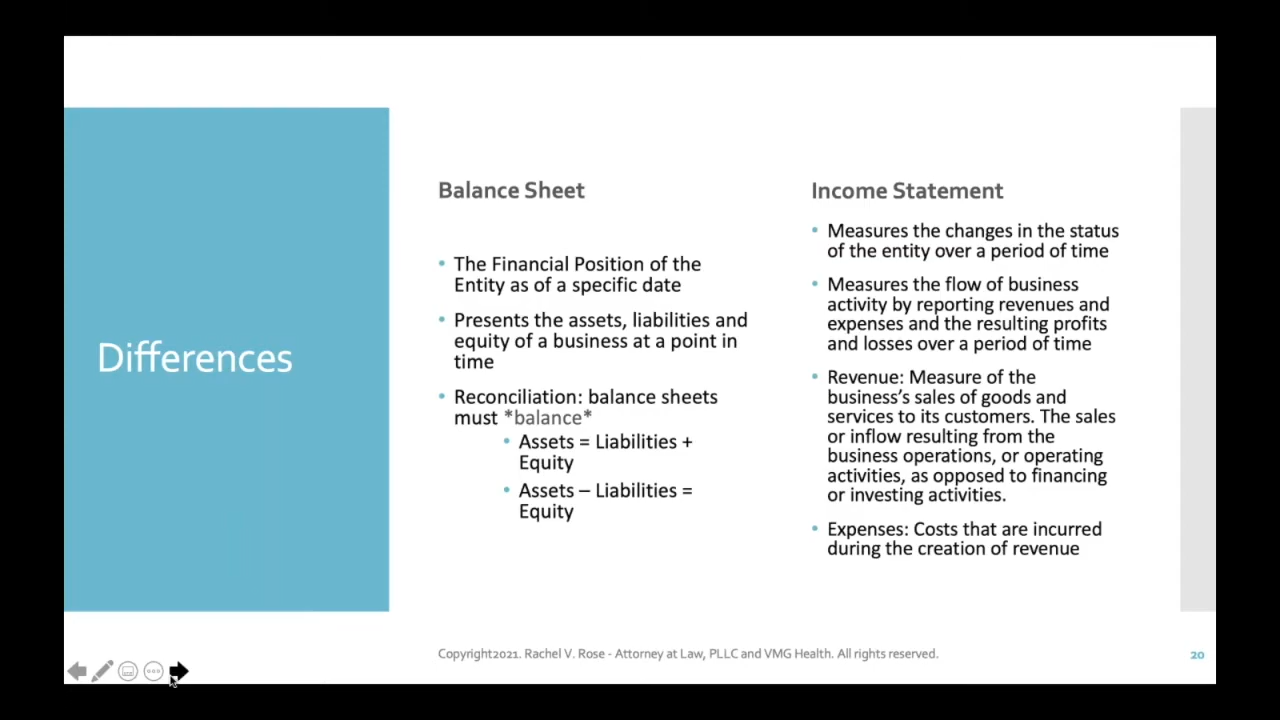 Differences
Balance Sheet
• The Financial Position of the
Entity as of a specific date
• Presents the assets, liabilities and
equity of a business at a point in
time
• Reconciliation: balance sheets
must *balance*
• Assets = Liabilities +
Equity
• Assets – Liabilities =
Equity
Income Statement
• Measures the changes in the status
of the entity over a period of time
• Measures the flow of business
activity by reporting revenues and
expenses and the resulting profits
and losses over a period of time
• Revenue: Measure of the
business’s sales of goods and
services to its customers. The sales
or inflow resulting from the
business operations, or operating
activities, as opposed to financing
or investing activities.
• Expenses: Costs that are incurred
during the creation of revenue
Copyright2021. Rachel V. Rose - Attorney at Law, PLLC and VMG Health. All rights reserved.
20